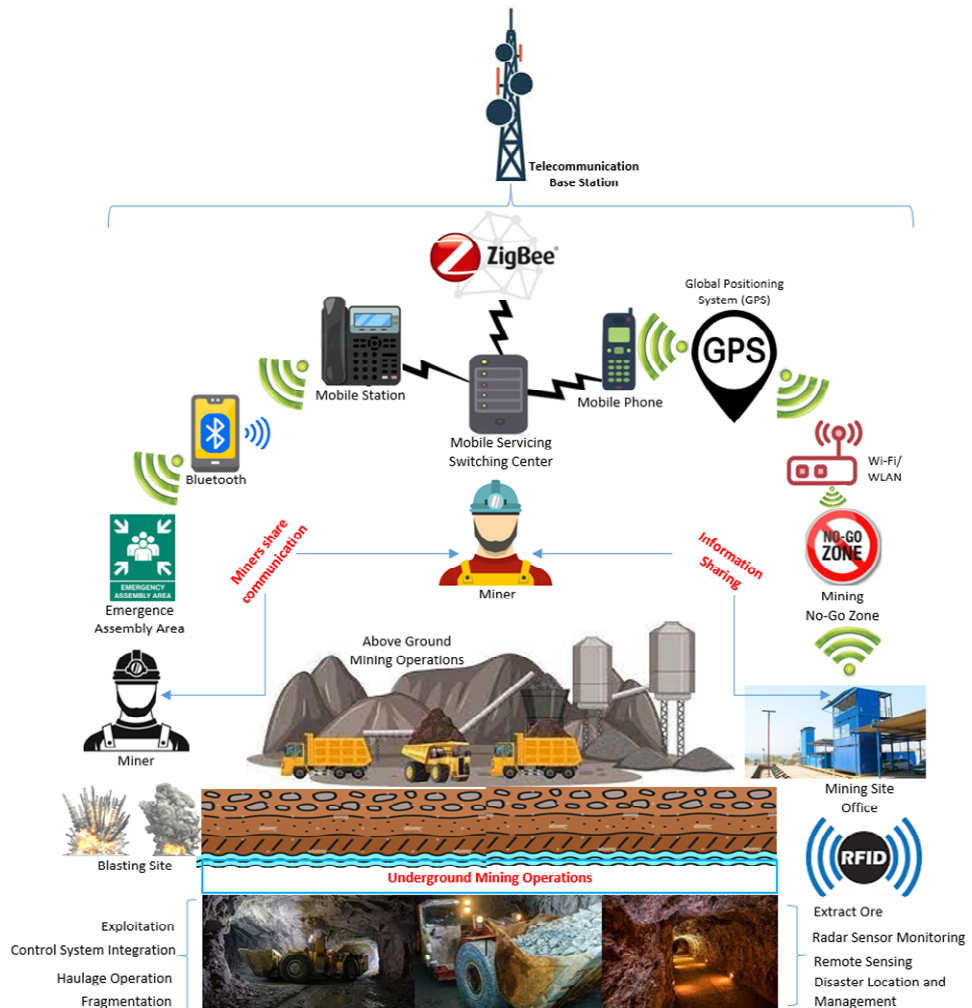 Telecommunication
Base Station
ZigBee®
Global Positioning
System (GPS)
GPS
Mobile Station
Mobile Phone
Mobile Servicing
Switching Center
Bluetooth
Wi-Fi/
WLAN
NO-GO
ZONE
Mining
No-Go Zone
EMERGENCY
ASSEMBLY AREA
Emergence
Assembly Area
Miners share
communication
Information
Sharing
Miner
Above Ground
Mining Operations
Miner
Mining Site
Office
Blasting Site
RFID
Underground Mining Operations
Exploitation
Control System Integration
Haulage Operation
Fragmentation
Extract Ore
Radar Sensor Monitoring
Remote Sensing
Disaster Location and
Management